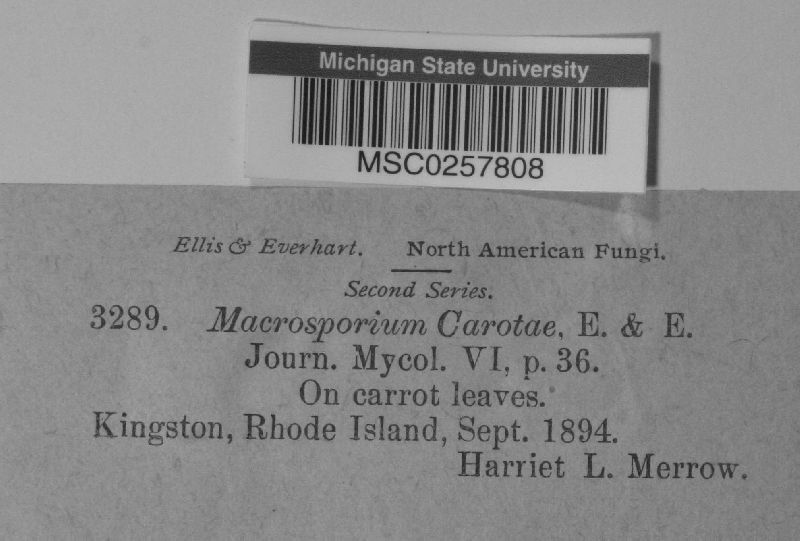 Michigan State University
MSC0257808
Ellis & Everhart. North American Fungi.
Second Series.
3289. Macrosporium Carotae, E. & E.
Journ. Mycol. VI, p. 36.
On carrot leaves.
Kingston, Rhode Island, Sept. 1894.
Harriet L. Merrow.